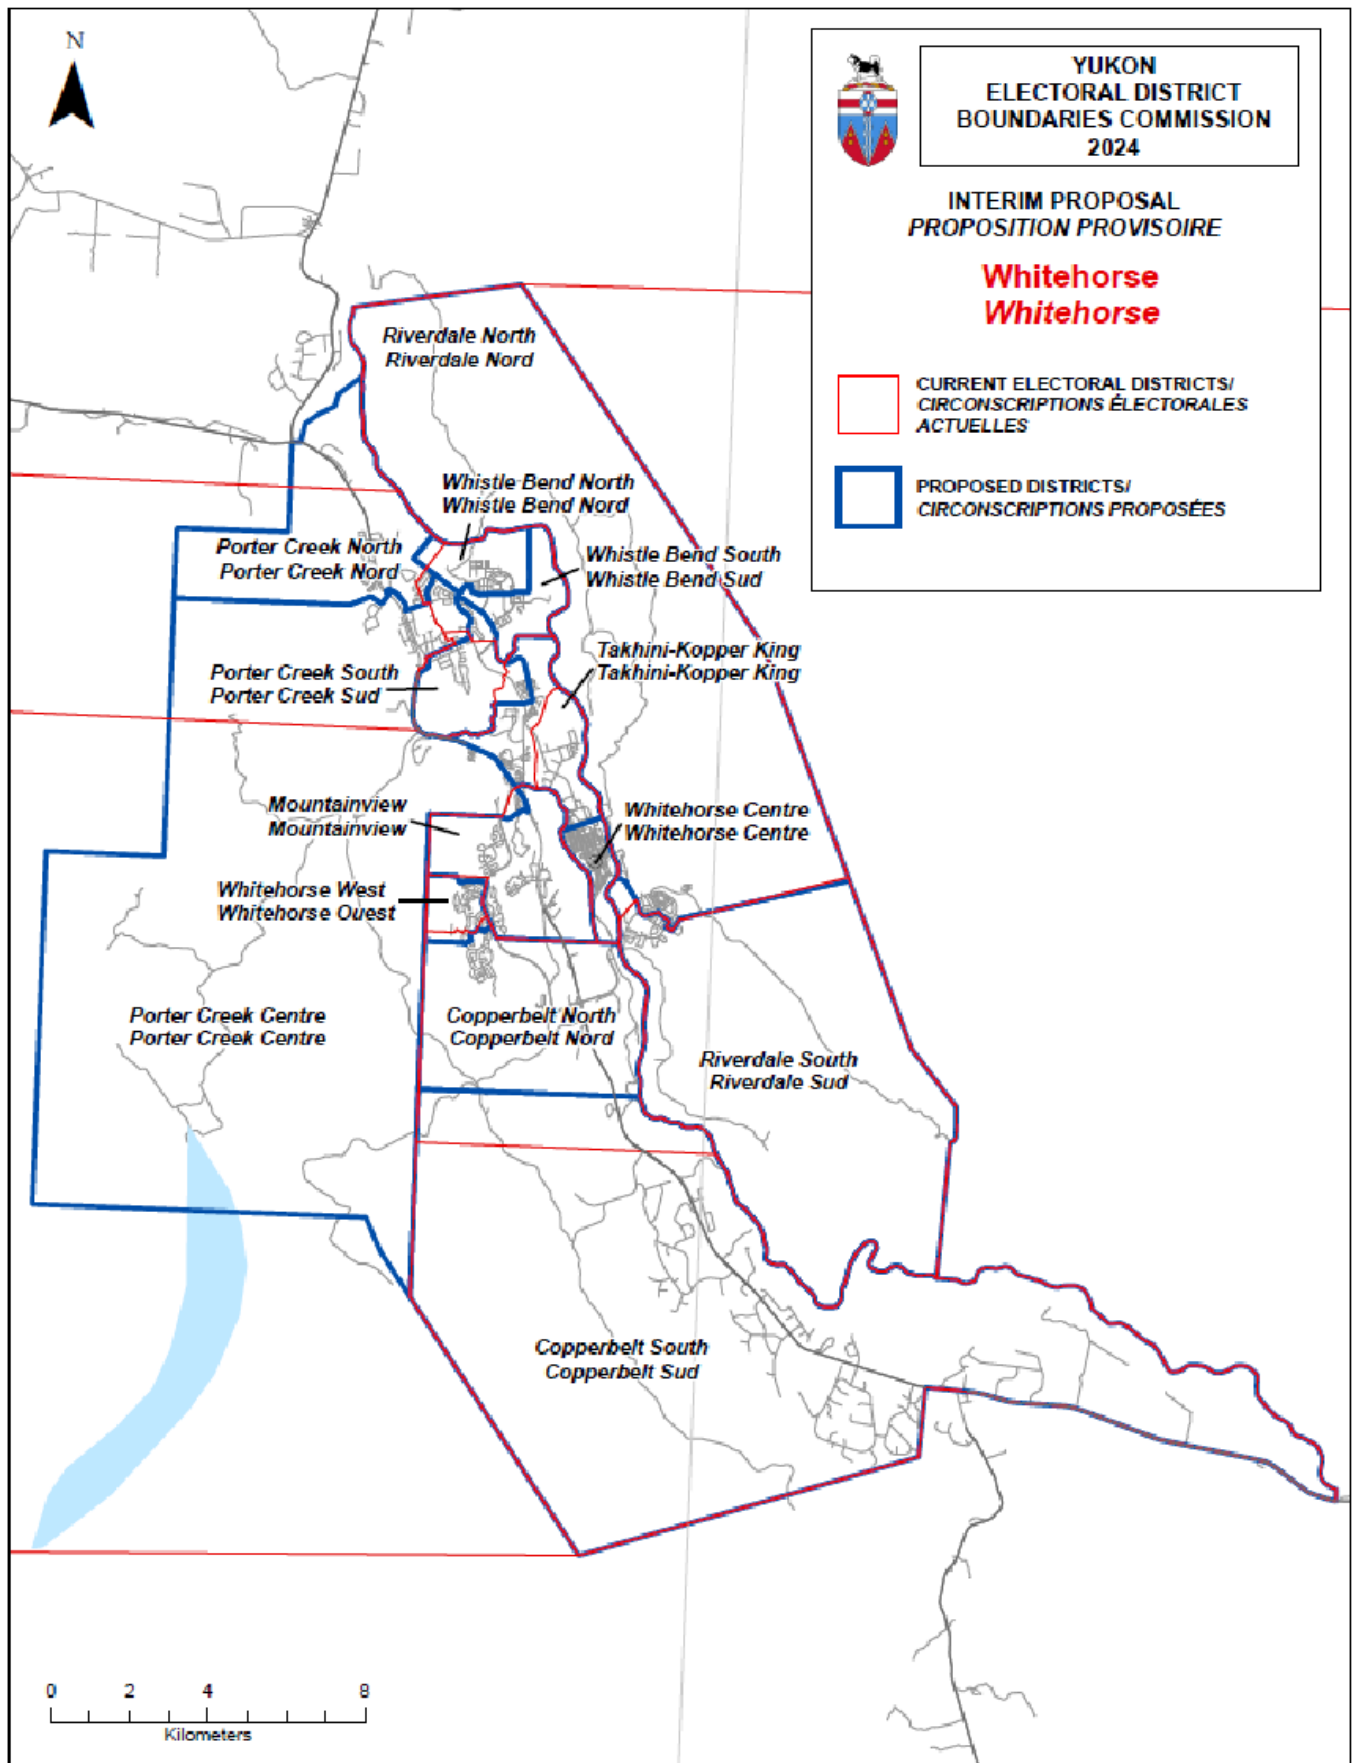 N
YUKON
ELECTORAL DISTRICT
BOUNDARIES COMMISSION
2024
INTERIM PROPOSAL
PROPOSITION PROVISOIRE
Whitehorse
Whitehorse
CURRENT ELECTORAL DISTRICTS/
CIRCONSCRIPTIONS ÉLECTORALES
ACTUELLES
PROPOSED DISTRICTS/
CIRCONSCRIPTIONS PROPOSÉES
Riverdale North
Riverdale Nord
Whistle Bend North
Whistle Bend Nord
Porter Creek North
Porter Creek Nord
Whistle Bend South
Whistle Bend Sud
Takhini-Kopper King
Takhini-Kopper King
Porter Creek South
Porter Creek Sud
Mountainview
Mountainview
Whitehorse Centre
Whitehorse Centre
Whitehorse West
Whitehorse Ouest
Porter Creek Centre
Porter Creek Centre
Copperbelt North
Copperbelt Nord
Riverdale South
Riverdale Sud
Copperbelt South
Copperbelt Sud
0 2 4 8
Kilometers